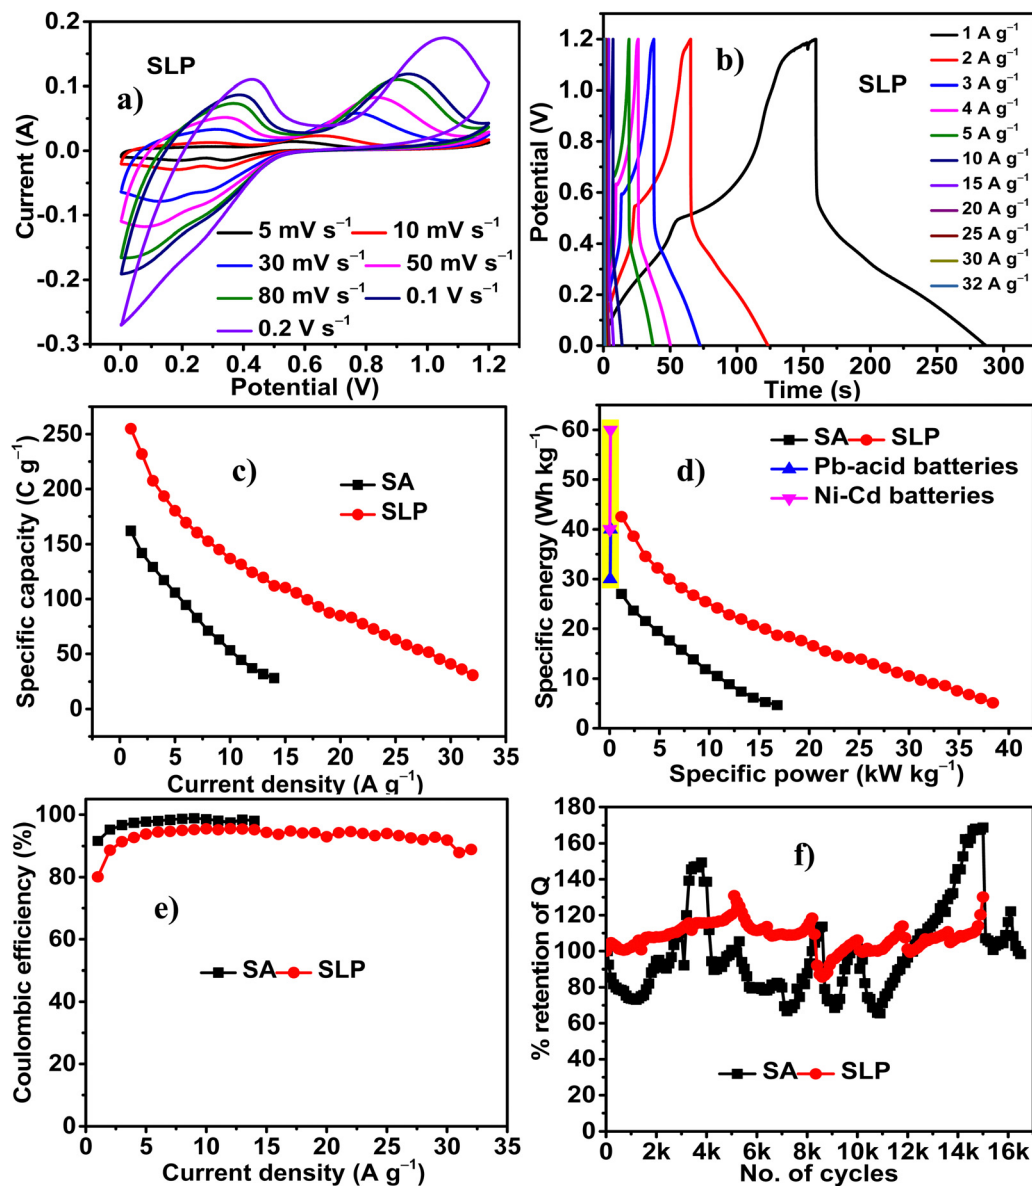 0.2
0.1
0.0
-0.1
-0.2
-0.3
Current (A)
SLP
a)
5 mV s⁻¹
10 mV s⁻¹
30 mV s⁻¹
50 mV s⁻¹
80 mV s⁻¹
0.1 V s⁻¹
0.2 V s⁻¹
0.0 0.2 0.4 0.6 0.8 1.0 1.2
Potential (V)
1.2
1.0
0.8
0.6
0.4
0.2
0.0
Potential (V)
b)
SLP
1 A g⁻¹
2 A g⁻¹
3 A g⁻¹
4 A g⁻¹
5 A g⁻¹
10 A g⁻¹
15 A g⁻¹
20 A g⁻¹
25 A g⁻¹
30 A g⁻¹
32 A g⁻¹
0 50 100 150 200 250 300
Time (s)
250
200
150
100
50
0
Specific capacity (C g⁻¹)
c)
SA
SLP
0 5 10 15 20 25 30 35
Current density (A g⁻¹)
60
50
40
30
20
10
0
Specific energy (Wh kg⁻¹)
d)
SA SLP
Pb-acid batteries
Ni-Cd batteries
0 5 10 15 20 25 30 35 40
Specific power (kW kg⁻¹)
100
80
60
40
20
0
Coulombic efficiency (%)
e)
SA SLP
0 5 10 15 20 25 30 35
Current density (A g⁻¹)
180
160
140
120
100
80
60
40
20
0
% retention of Q
f)
SA SLP
0 2k 4k 6k 8k 10k 12k 14k 16k
No. of cycles